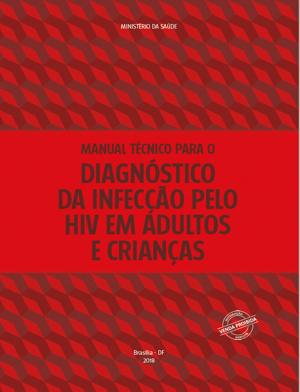 MINISTÉRIO DA SAÚDE
MANUAL TÉCNICO PARA O
DIAGNÓSTICO
DA INFECÇÃO PELO
HIV EM ADULTOS
E CRIANÇAS
VENDA PROIBIDA
Brasília - DF
2018